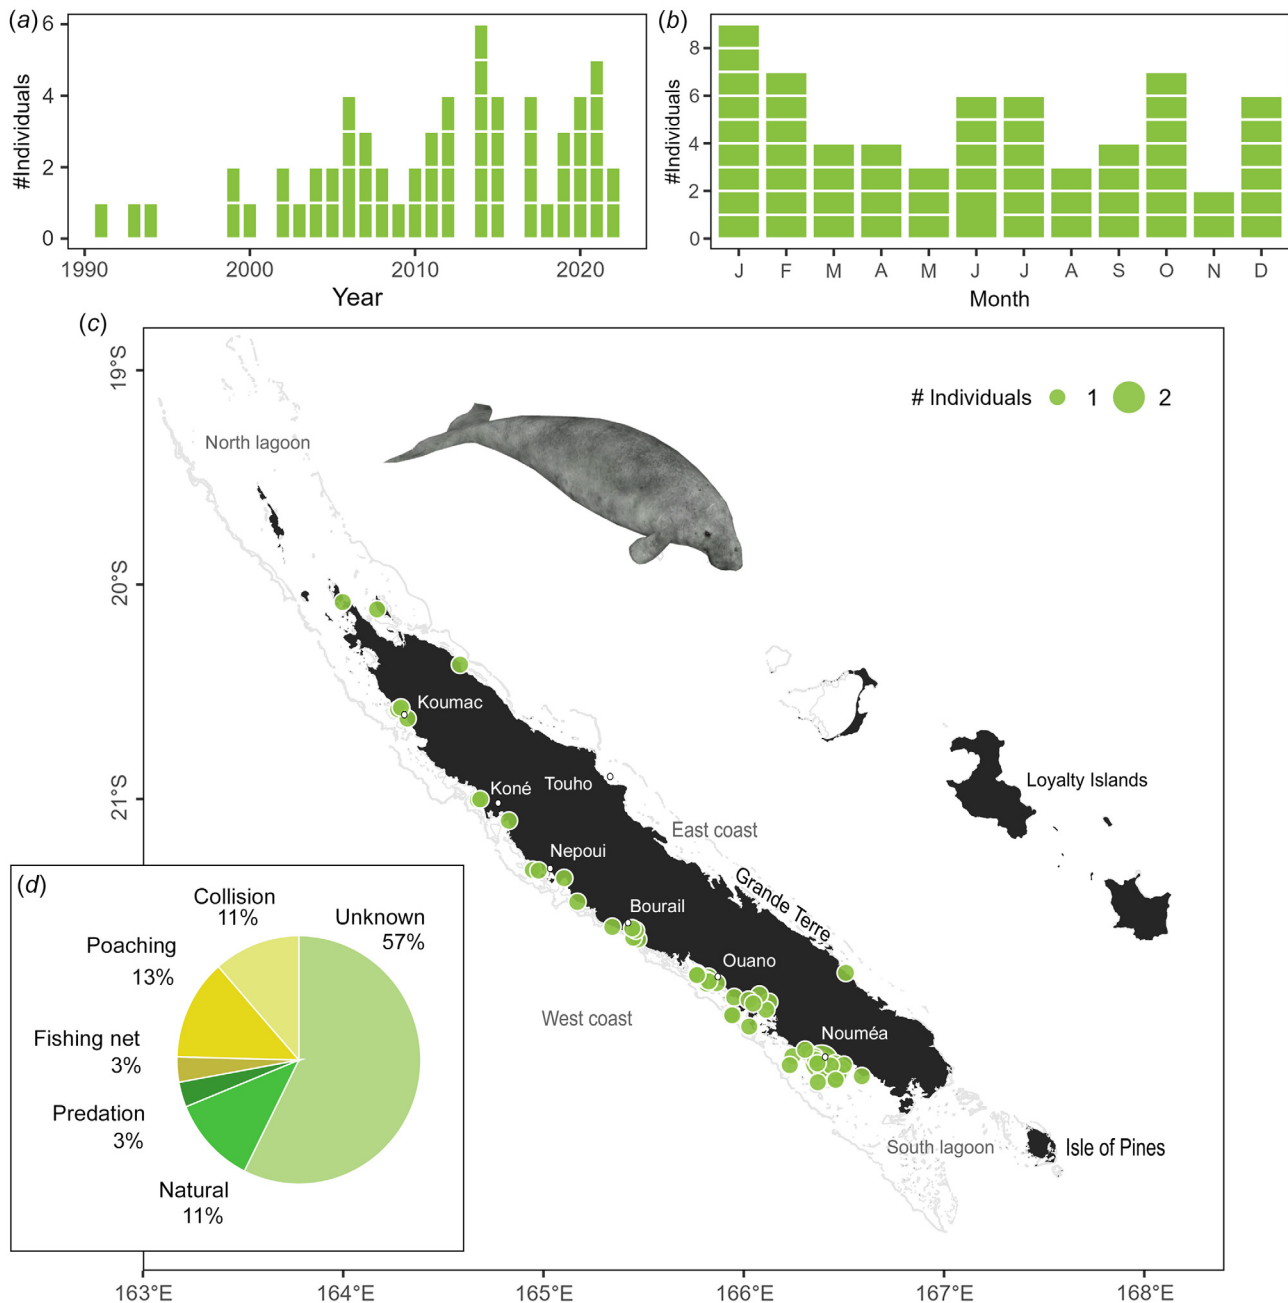 (a)
6
4
2
0
#Individuals
1990 2000 2010 2020
Year
(b)
8
6
4
2
0
#Individuals
J F M A M J J A S O N D
Month
(c)
19°S
20°S
21°S
# Individuals 1 2
North lagoon
Koumac
Koné
Touho
Loyalty Islands
East coast
Nepoui
Grande Terre
Bourail
Ouano
West coast
Nouméa
South lagoon
Isle of Pines
(d)
Collision
11%
Unknown
57%
Poaching
13%
Fishing net
3%
Predation
3%
Natural
11%
163°E 164°E 165°E 166°E 167°E 168°E